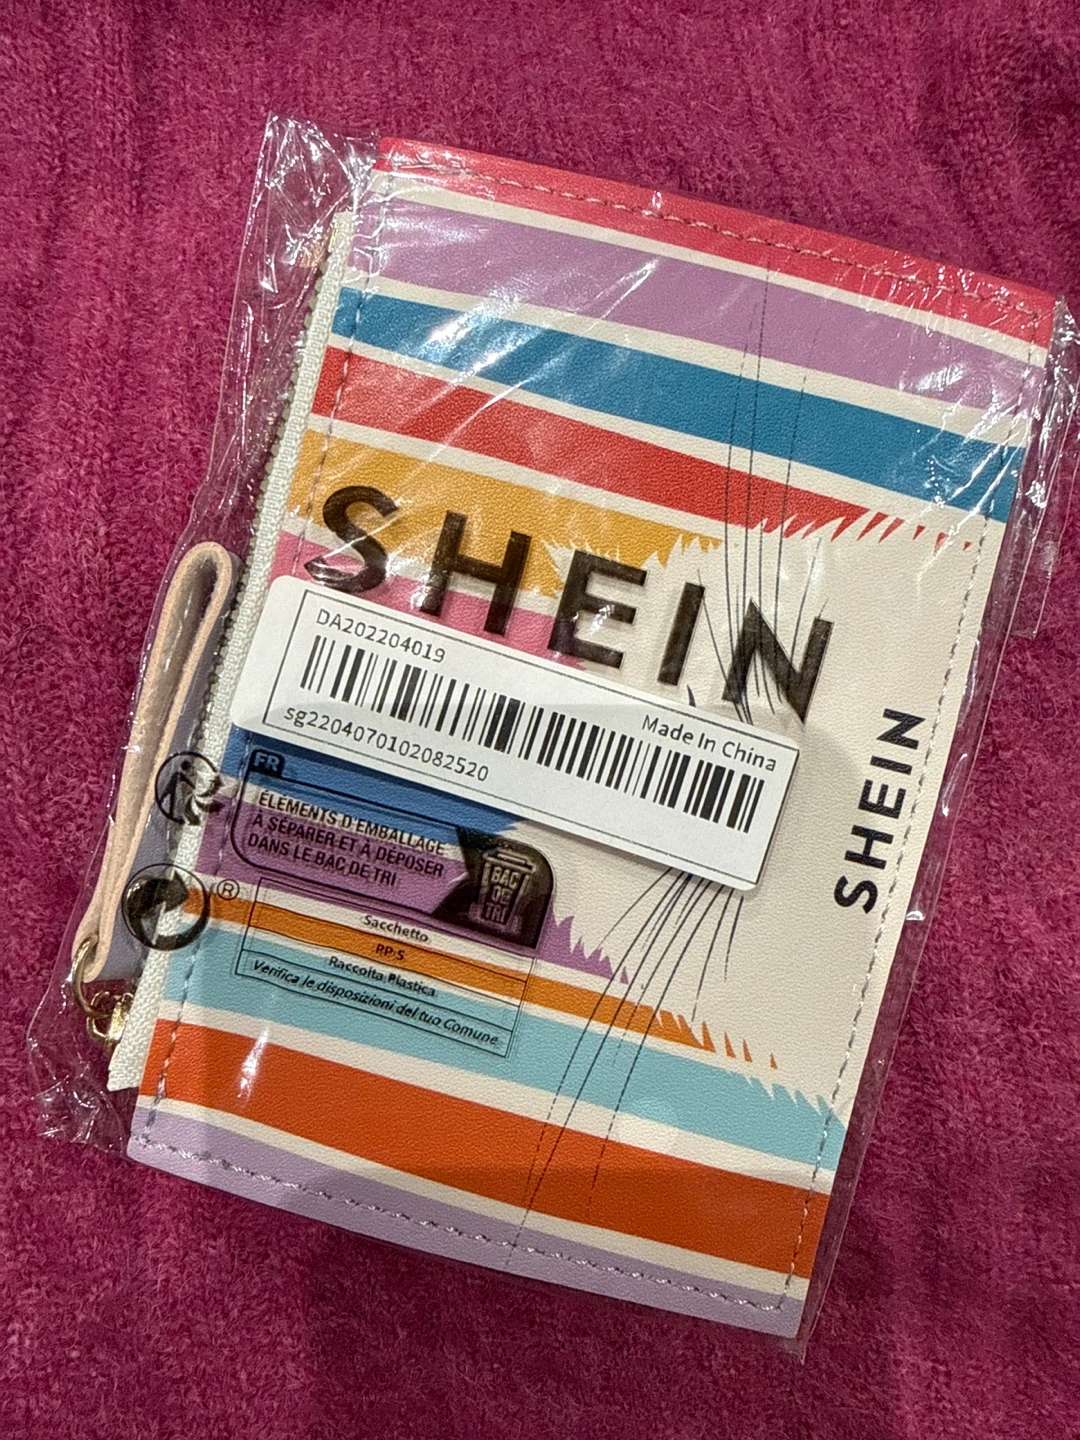 SHEIN
DA202204019
Made In China
sg2204070102082520
SHEIN
FR
ÉLÉMENTS D'EMBALLAGE
À SÉPARER ET À DÉPOSER
DANS LE BAC DE TRI
BAC
DE
TRI
®
Sacchetto
PP 5
Raccolta Plastica
Verifica le disposizioni del tuo Comune